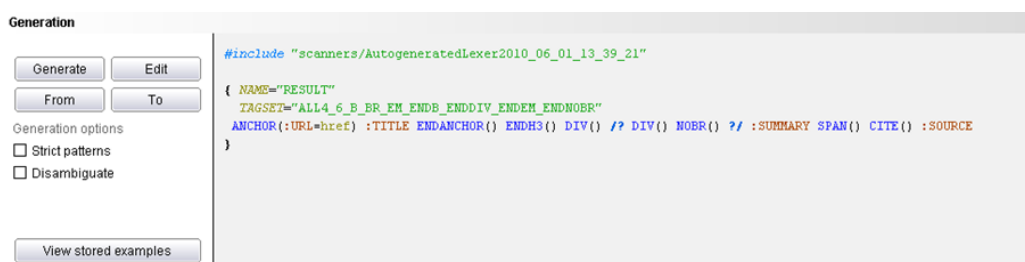 Generation
Generate Edit
From To
Generation options
Strict patterns
Disambiguate
View stored examples
#include "scanners/AutogeneratedLexer2010_06_01_13_39_21"
{ NAME="RESULT"
TAGSET="ALL4_6_B_BR_EM_ENDB_ENDDIV_ENDEM_ENDNOBR"
ANCHOR(:URL=href) :TITLE ENDANCHOR() ENDH3() DIV() /? DIV() NOBR() ?/ :SUMMARY SPAN() CITE() :SOURCE
}